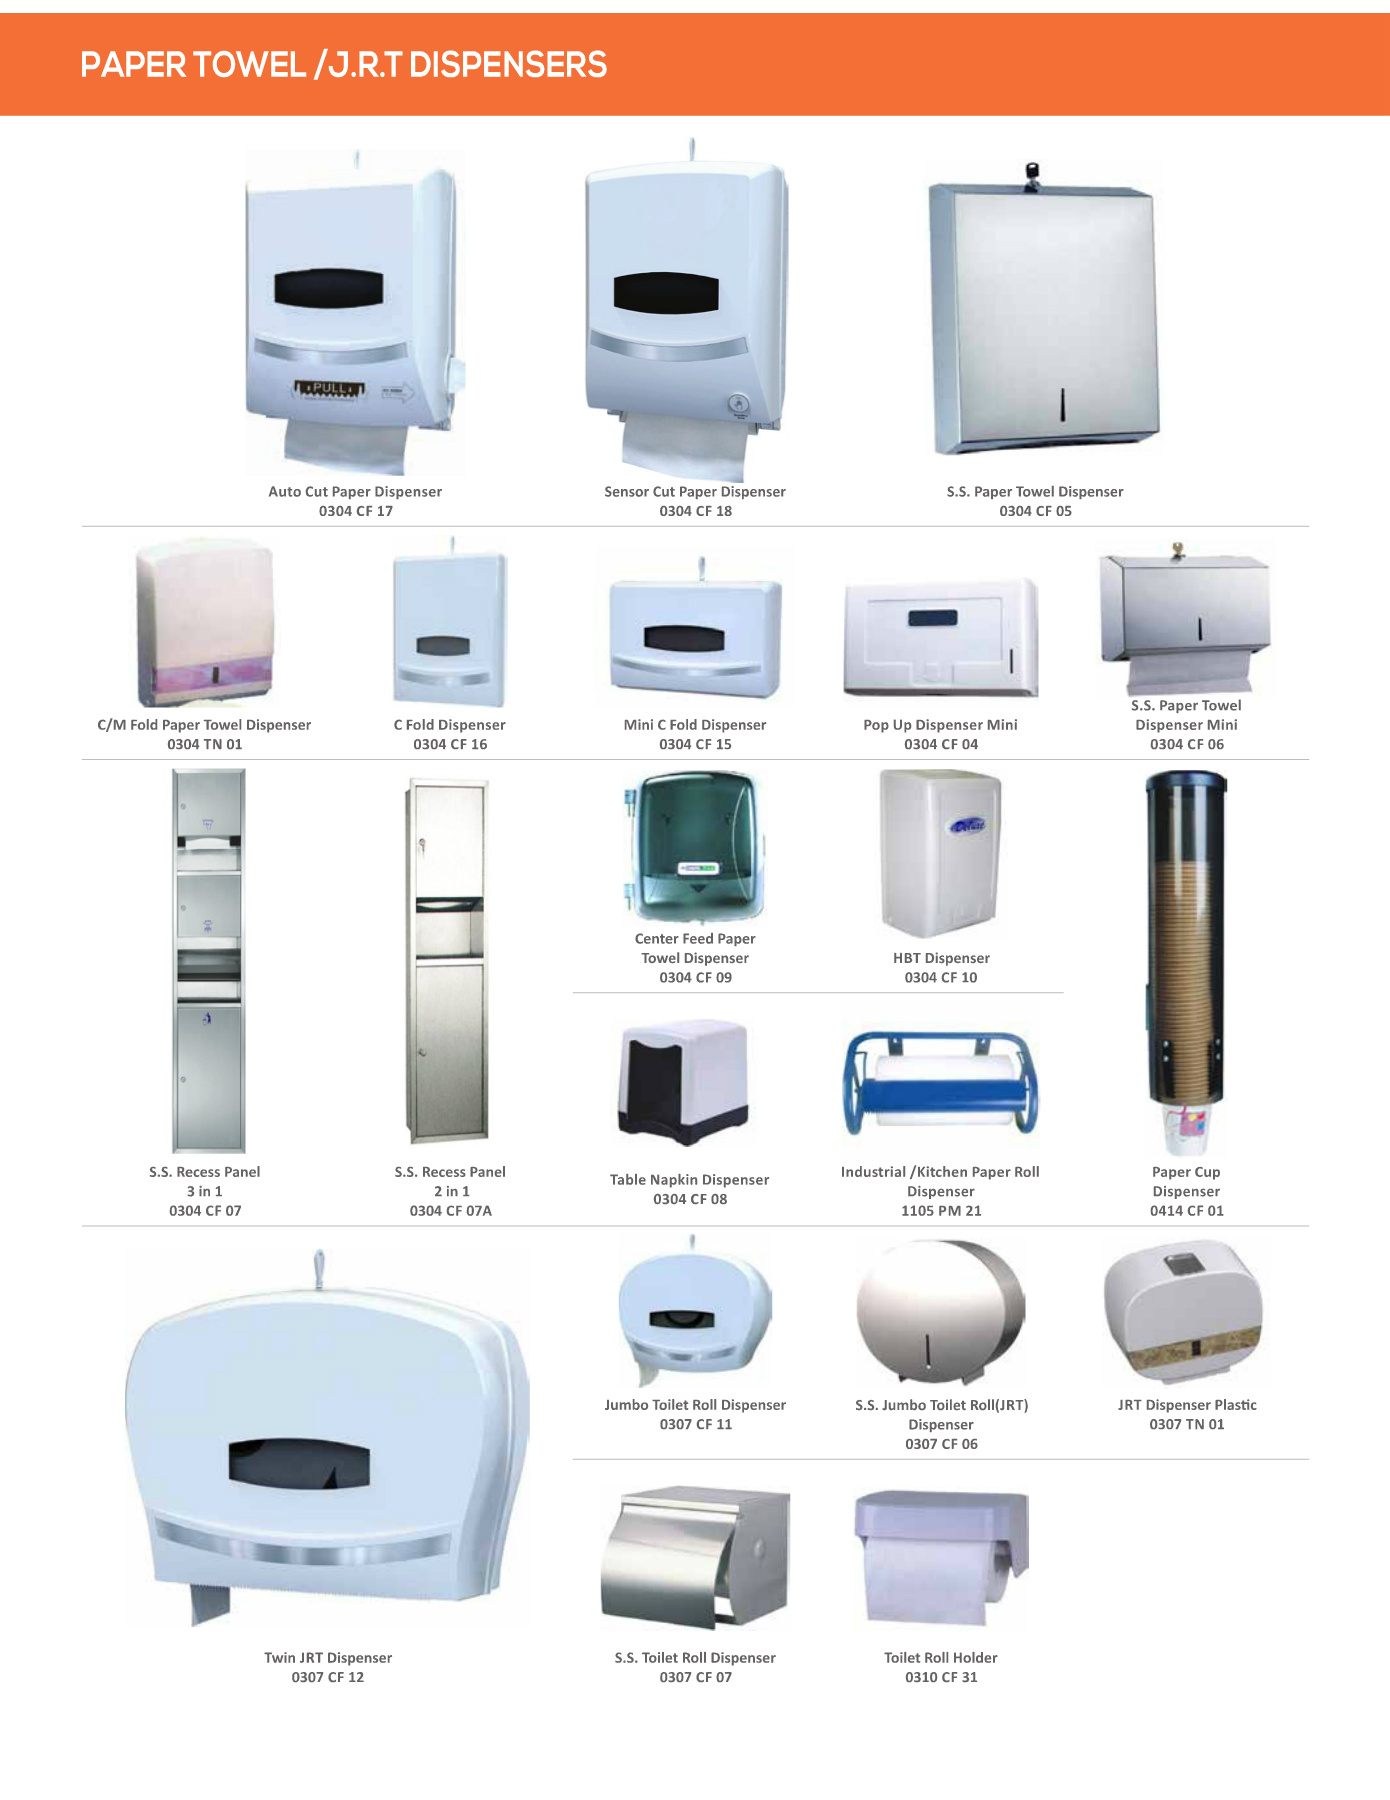 PAPER TOWEL /J.R.T DISPENSERS
PULL
Auto Cut Paper Dispenser
0304 CF 17
Sensor Cut Paper Dispenser
0304 CF 18
S.S. Paper Towel Dispenser
0304 CF 05
C/M Fold Paper Towel Dispenser
0304 TN 01
C Fold Dispenser
0304 CF 16
Mini C Fold Dispenser
0304 CF 15
Pop Up Dispenser Mini
0304 CF 04
S.S. Paper Towel
Dispenser Mini
0304 CF 06
S.S. Recess Panel
3 in 1
0304 CF 07
S.S. Recess Panel
2 in 1
0304 CF 07A
Center Feed Paper
Towel Dispenser
0304 CF 09
Deluxe
HBT Dispenser
0304 CF 10
Table Napkin Dispenser
0304 CF 08
Industrial /Kitchen Paper Roll
Dispenser
1105 PM 21
Paper Cup
Dispenser
0414 CF 01
Twin JRT Dispenser
0307 CF 12
Jumbo Toilet Roll Dispenser
0307 CF 11
S.S. Jumbo Toilet Roll(JRT)
Dispenser
0307 CF 06
JRT Dispenser Plastic
0307 TN 01
S.S. Toilet Roll Dispenser
0307 CF 07
Toilet Roll Holder
0310 CF 31